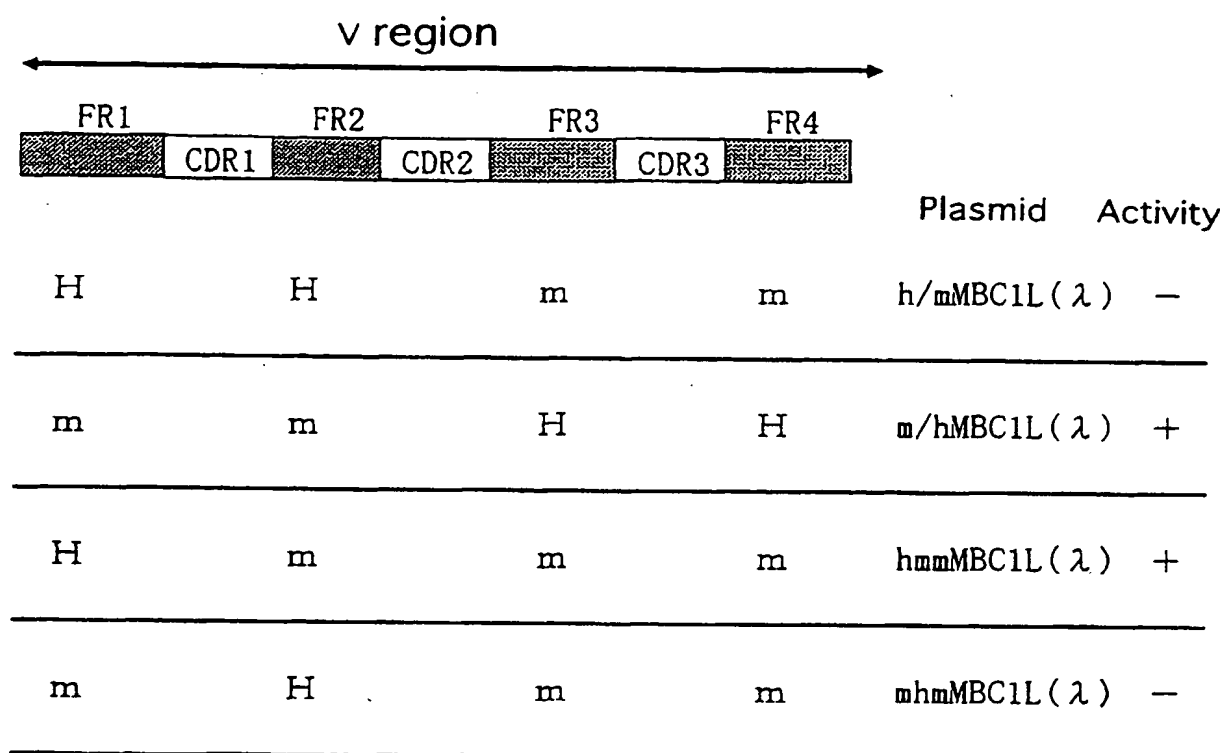 V region
FR1 FR2 FR3 FR4
CDR1 CDR2 CDR3
Plasmid Activity
H H m m h/mMBC1L(λ) −
m m H H m/hMBC1L(λ) +
H m m m hmmMBC1L(λ) +
m H m m mhmMBC1L(λ) −